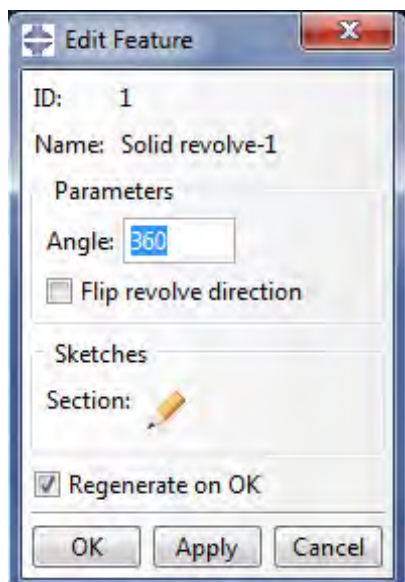 Edit Feature
ID: 1
Name: Solid revolve-1
Parameters
Angle: 360
Flip revolve direction
Sketches
Section:
Regenerate on OK
OK Apply Cancel